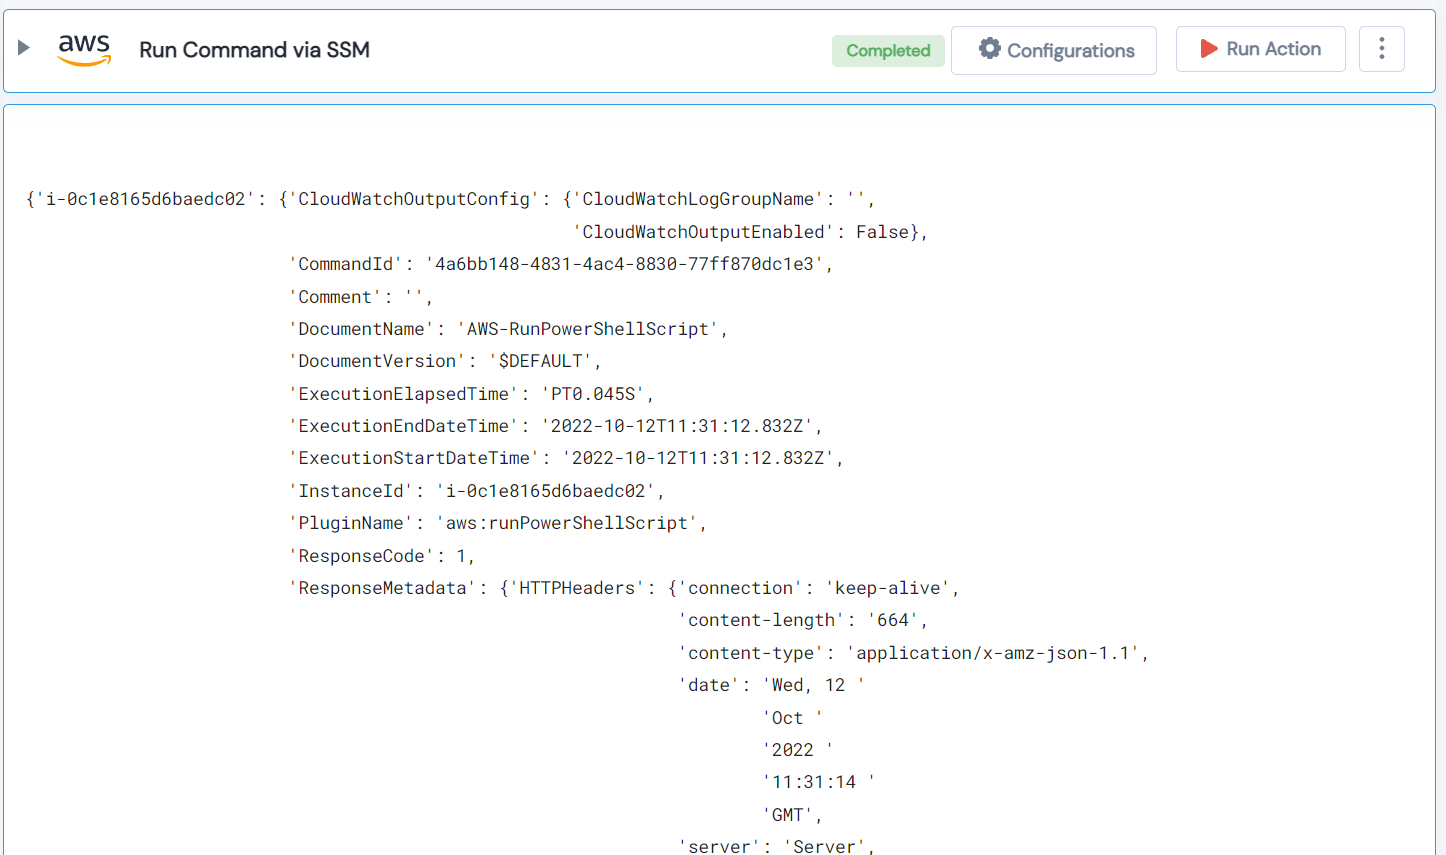 aws
Run Command via SSM
Completed
Configurations
Run Action
{'i-0c1e8165d6baedc02': {'CloudWatchOutputConfig': {'CloudWatchLogGroupName': '',
'CloudWatchOutputEnabled': False},
'CommandId': '4a6bb148-4831-4ac4-8830-77ff870dc1e3',
'Comment': '',
'DocumentName': 'AWS-RunPowerShellScript',
'DocumentVersion': '$DEFAULT',
'ExecutionElapsedTime': 'PT0.045S',
'ExecutionEndDateTime': '2022-10-12T11:31:12.832Z',
'ExecutionStartDateTime': '2022-10-12T11:31:12.832Z',
'InstanceId': 'i-0c1e8165d6baedc02',
'PluginName': 'aws:runPowerShellScript',
'ResponseCode': 1,
'ResponseMetadata': {'HTTPHeaders': {'connection': 'keep-alive',
'content-length': '664',
'content-type': 'application/x-amz-json-1.1',
'date': 'Wed, 12 '
'Oct '
'2022 '
'11:31:14 '
'GMT',
'server': 'Server',